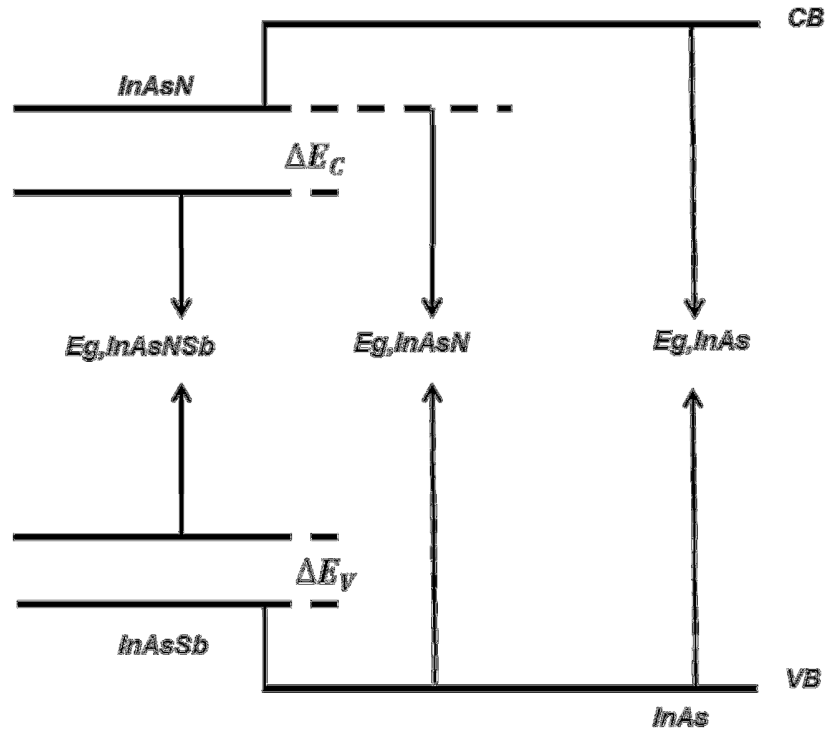 CB
InAsN
ΔE_C
Eg,InAsNSb
Eg,InAsN
Eg,InAs
ΔE_V
InAsSb
VB
InAs